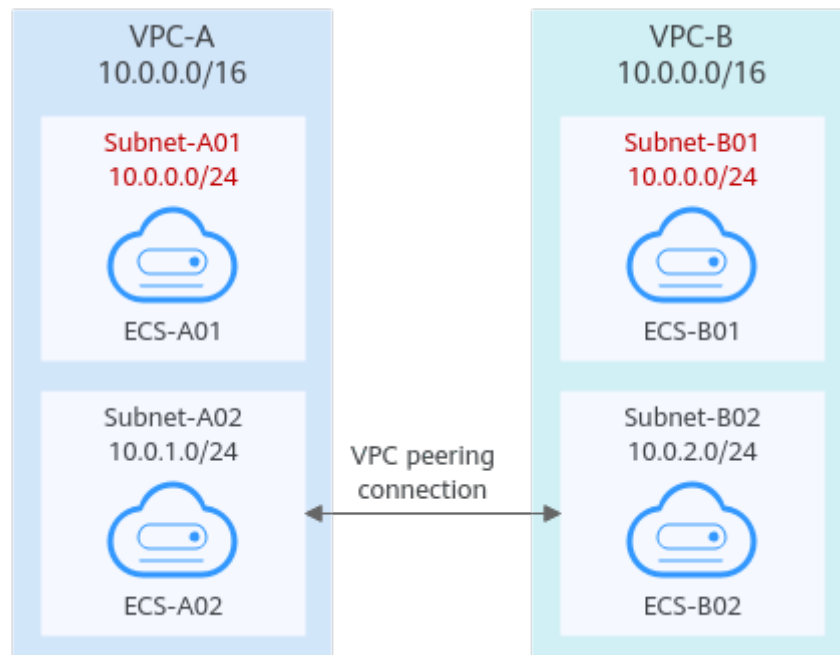 VPC-A
10.0.0.0/16
Subnet-A01
10.0.0.0/24
ECS-A01
Subnet-A02
10.0.1.0/24
ECS-A02
VPC peering
connection
VPC-B
10.0.0.0/16
Subnet-B01
10.0.0.0/24
ECS-B01
Subnet-B02
10.0.2.0/24
ECS-B02